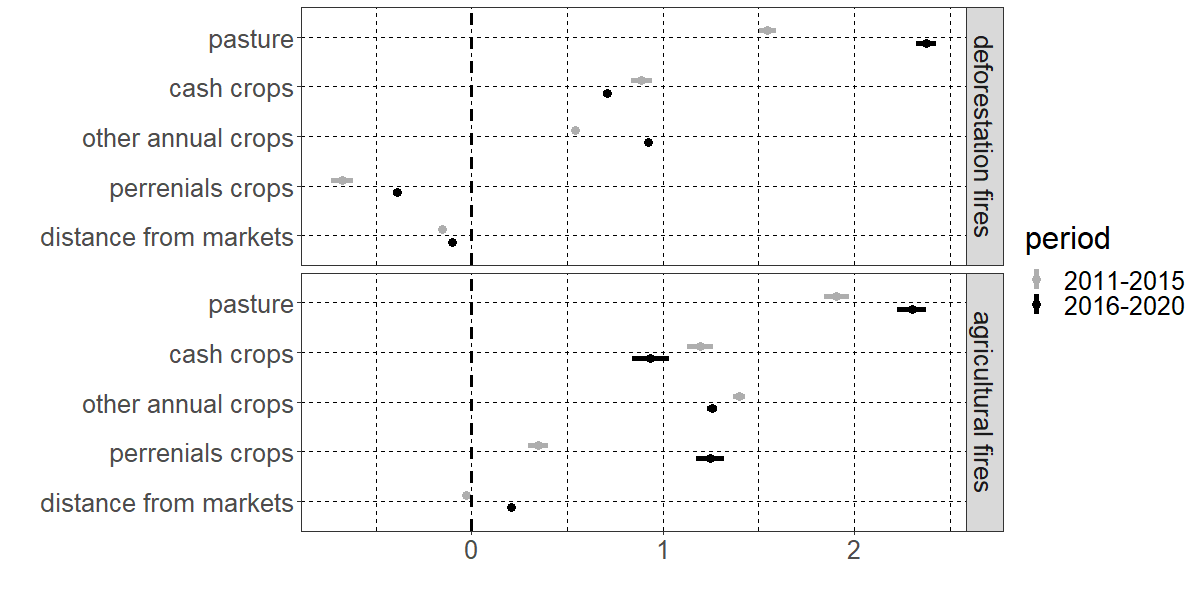 pasture
cash crops
other annual crops
perrenials crops
distance from markets
deforestation fires
pasture
cash crops
other annual crops
perrenials crops
distance from markets
agricultural fires
0 1 2
period
2011-2015
2016-2020